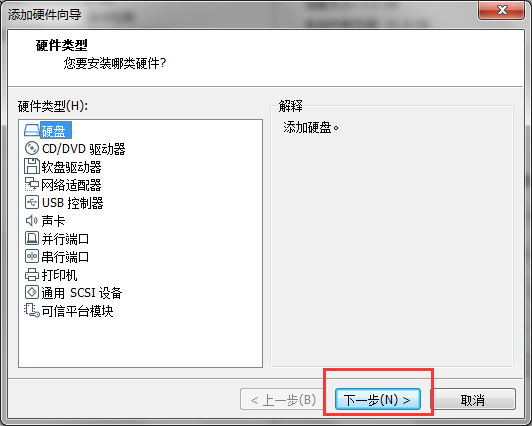 添加硬件向导
硬件类型
您要安装哪类硬件?
硬件类型(H):
硬盘
CD/DVD 驱动器
软盘驱动器
网络适配器
USB 控制器
声卡
并行端口
串行端口
打印机
通用 SCSI 设备
可信平台模块
解释
添加硬盘。
< 上一步(B)
下一步(N) >
取消